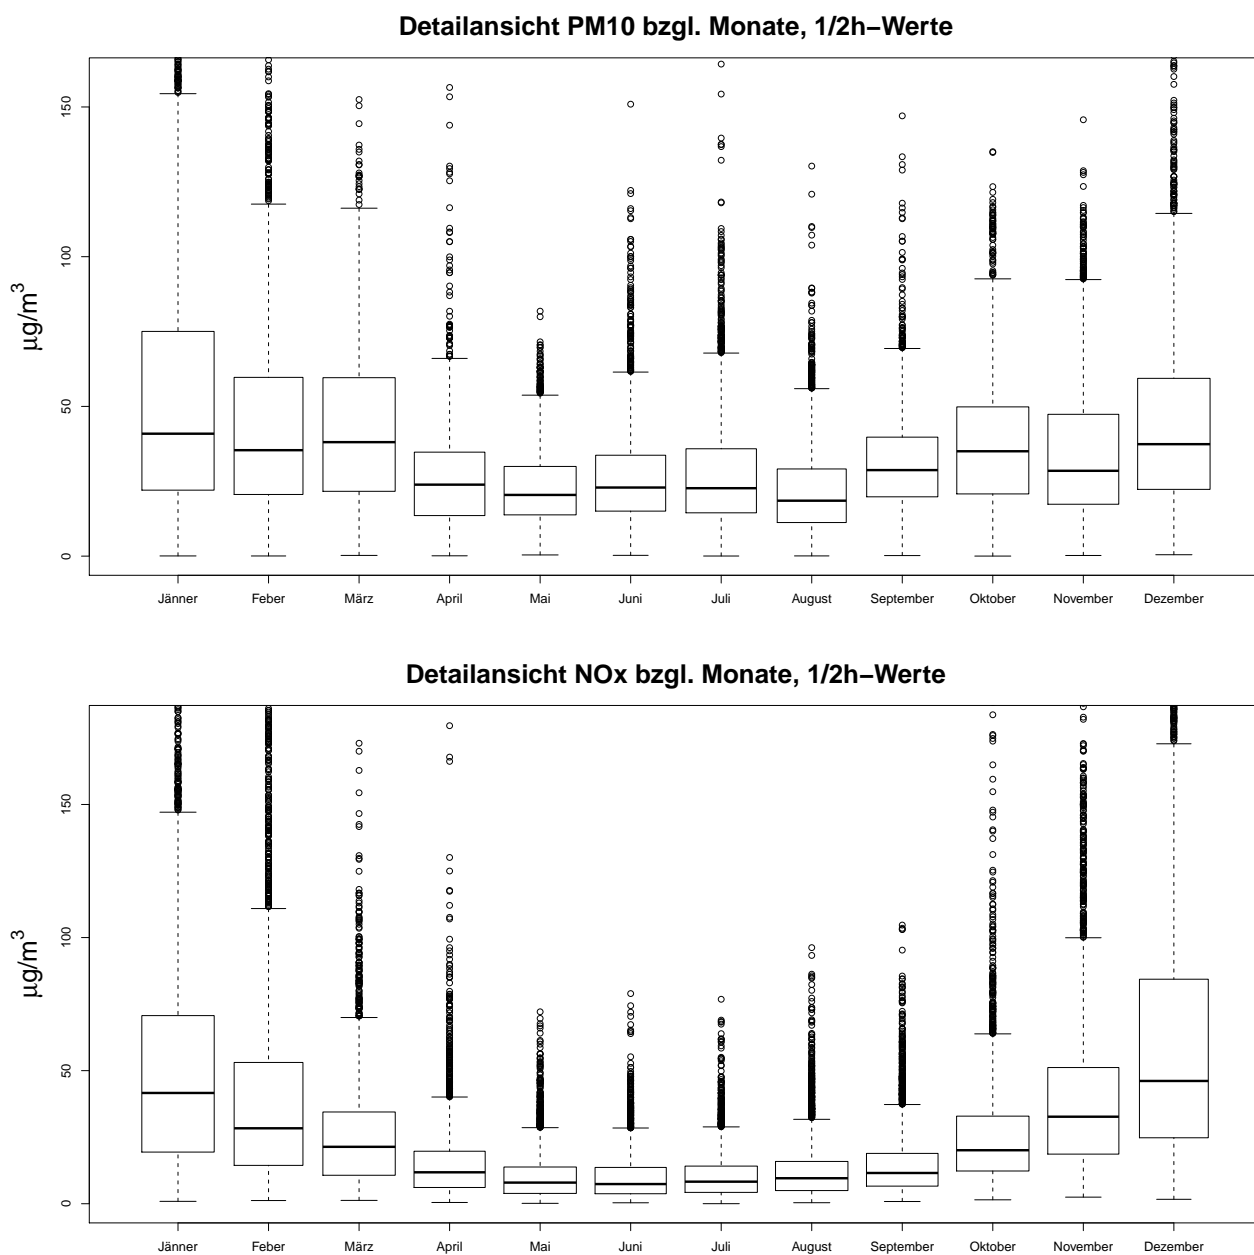 Detailansicht PM10 bzgl. Monate, 1/2h−Werte
150
100
50
0
µg/m³
Jänner Feber März April Mai Juni Juli August September Oktober November Dezember
Detailansicht NOx bzgl. Monate, 1/2h−Werte
150
100
50
0
µg/m³
Jänner Feber März April Mai Juni Juli August September Oktober November Dezember